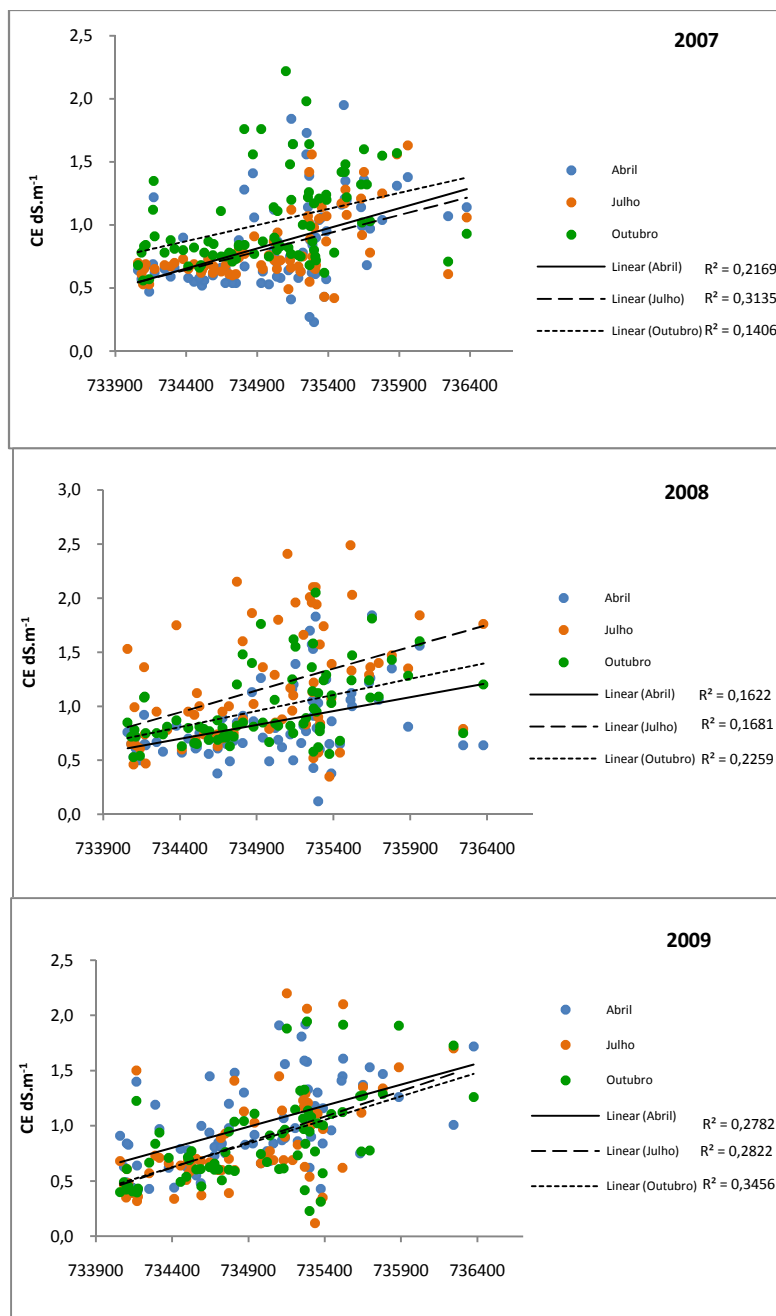 2007
2,5
2,0
1,5
1,0
0,5
0,0
CE dS.m⁻¹
733900 734400 734900 735400 735900 736400
Abril
Julho
Outubro
Linear (Abril) R² = 0,2169
Linear (Julho) R² = 0,3135
Linear (Outubro) R² = 0,1406
2008
3,0
2,5
2,0
1,5
1,0
0,5
0,0
CE dS.m⁻¹
733900 734400 734900 735400 735900 736400
Abril
Julho
Outubro
Linear (Abril) R² = 0,1622
Linear (Julho) R² = 0,1681
Linear (Outubro) R² = 0,2259
2009
2,5
2,0
1,5
1,0
0,5
0,0
CE dS.m⁻¹
733900 734400 734900 735400 735900 736400
Abril
Julho
Outubro
Linear (Abril) R² = 0,2782
Linear (Julho) R² = 0,2822
Linear (Outubro) R² = 0,3456